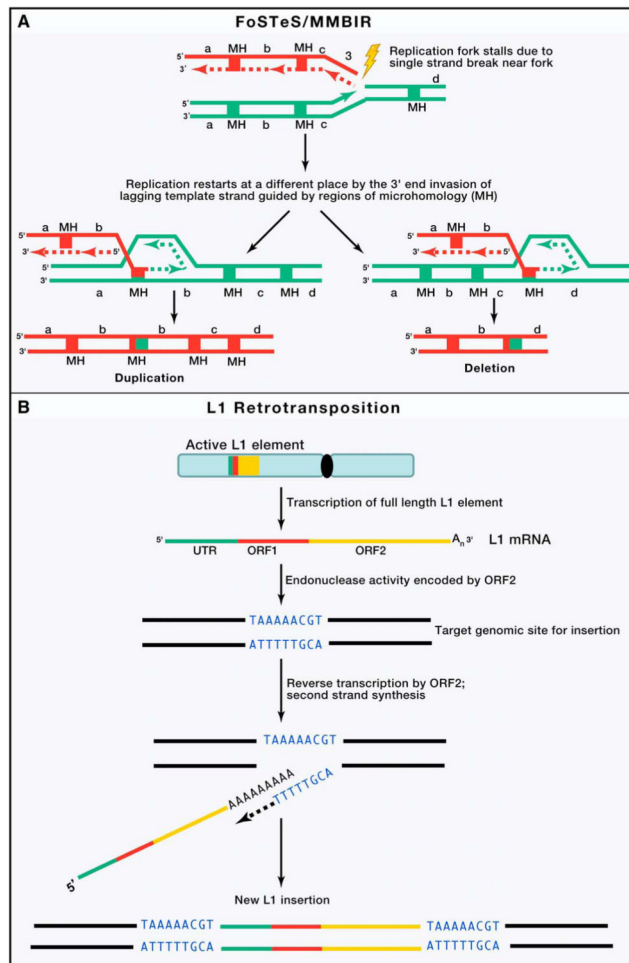 A
FoSTeS/MMBIR
a MH b MH c 3
5'
3'
Replication fork stalls due to
single strand break near fork
d
5'
3'
MH
a MH b MH c
Replication restarts at a different place by the 3' end invasion of
lagging template strand guided by regions of microhomology (MH)
a MH b
5'
3' 5'
5'
3'
a MH b MH c MH d
a MH b
5'
3' 5'
5'
3'
a MH b MH c MH d
a b b c d
5'
3'
MH MH MH MH
Duplication
a b d
5'
3'
Deletion
B
L1 Retrotransposition
Active L1 element
Transcription of full length L1 element
5' An 3' L1 mRNA
UTR ORF1 ORF2
Endonuclease activity encoded by ORF2
TAAAAACGT
ATTTTTGCA
Target genomic site for insertion
Reverse transcription by ORF2;
second strand synthesis
TAAAAACGT
AAAAAAAAA
TTTTTGCA
5'
New L1 insertion
TAAAAACGT TAAAAACGT
ATTTTTGCA ATTTTTGCA